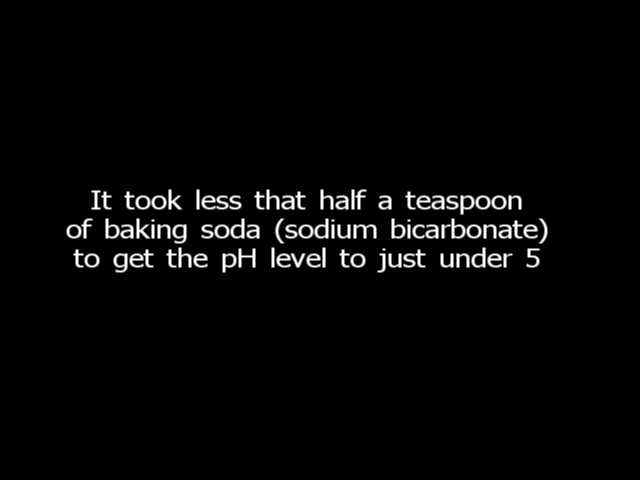 It took less that half a teaspoon
of baking soda (sodium bicarbonate)
to get the pH level to just under 5